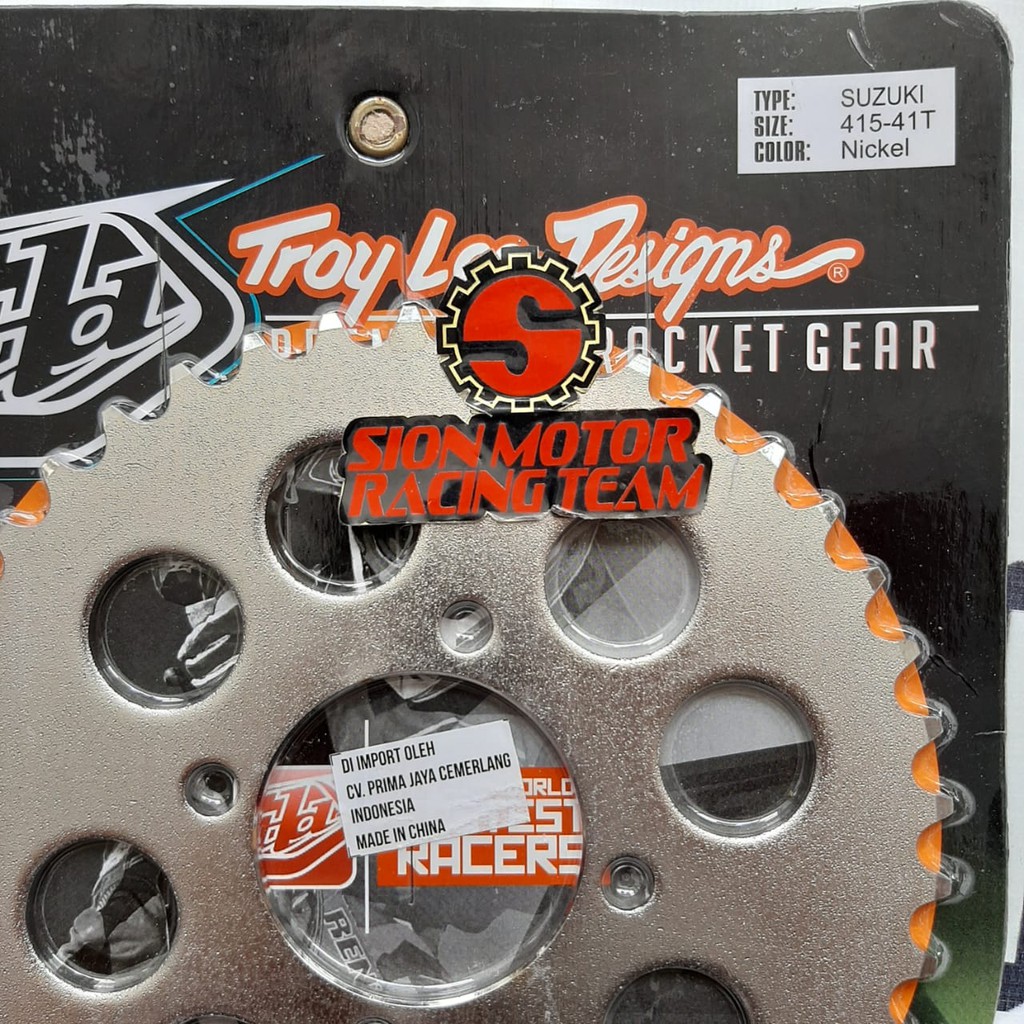 TYPE: SUZUKI
SIZE: 415-41T
COLOR: Nickel
Troy Lee Designs ®
ROCKET GEAR
S
SION MOTOR
RACING TEAM
DI IMPORT OLEH
CV. PRIMA JAYA CEMERLANG
INDONESIA
MADE IN CHINA
RACERS